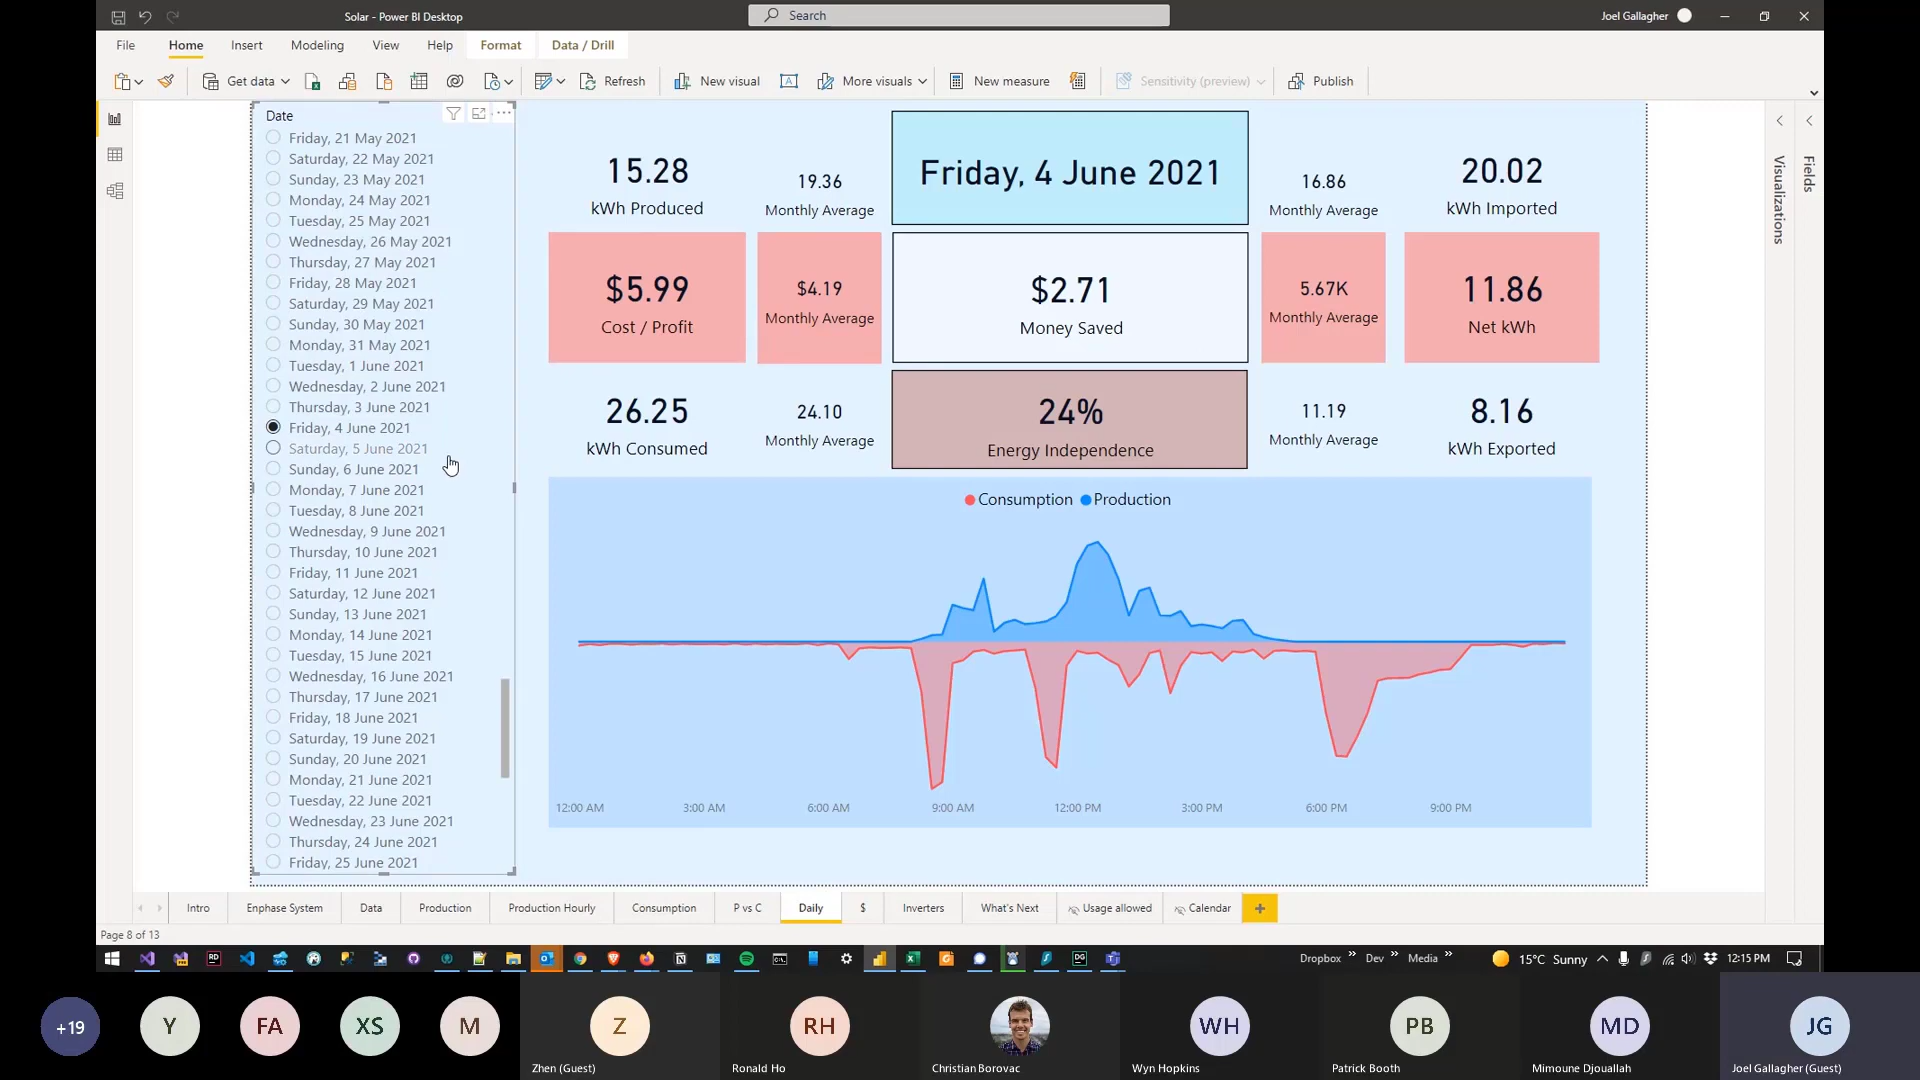 Solar - Power BI Desktop
Search
Joel Gallagher
File
Home
Insert
Modeling
View
Help
Format
Data / Drill
Get data
Refresh
New visual
More visuals
New measure
Sensitivity (preview)
Publish
Date
Friday, 21 May 2021
Saturday, 22 May 2021
Sunday, 23 May 2021
Monday, 24 May 2021
Tuesday, 25 May 2021
Wednesday, 26 May 2021
Thursday, 27 May 2021
Friday, 28 May 2021
Saturday, 29 May 2021
Sunday, 30 May 2021
Monday, 31 May 2021
Tuesday, 1 June 2021
Wednesday, 2 June 2021
Thursday, 3 June 2021
Friday, 4 June 2021
Saturday, 5 June 2021
Sunday, 6 June 2021
Monday, 7 June 2021
Tuesday, 8 June 2021
Wednesday, 9 June 2021
Thursday, 10 June 2021
Friday, 11 June 2021
Saturday, 12 June 2021
Sunday, 13 June 2021
Monday, 14 June 2021
Tuesday, 15 June 2021
Wednesday, 16 June 2021
Thursday, 17 June 2021
Friday, 18 June 2021
Saturday, 19 June 2021
Sunday, 20 June 2021
Monday, 21 June 2021
Tuesday, 22 June 2021
Wednesday, 23 June 2021
Thursday, 24 June 2021
Friday, 25 June 2021
15.28
kWh Produced
19.36
Monthly Average
Friday, 4 June 2021
16.86
Monthly Average
20.02
kWh Imported
$5.99
Cost / Profit
$4.19
Monthly Average
$2.71
Money Saved
5.67K
Monthly Average
11.86
Net kWh
26.25
kWh Consumed
24.10
Monthly Average
24%
Energy Independence
11.19
Monthly Average
8.16
kWh Exported
Consumption
Production
12:00 AM
3:00 AM
6:00 AM
9:00 AM
12:00 PM
3:00 PM
6:00 PM
9:00 PM
Visualizations
Fields
Intro
Enphase System
Data
Production
Production Hourly
Consumption
P vs C
Daily
$
Inverters
What's Next
Usage allowed
Calendar
+
Page 8 of 13
Dropbox
Dev
Media
15°C Sunny
12:15 PM
+19
Y
FA
XS
M
Z
Zhen (Guest)
RH
Ronald Ho
Christian Borovac
WH
Wyn Hopkins
PB
Patrick Booth
MD
Mimoune Djouallah
JG
Joel Gallagher (Guest)